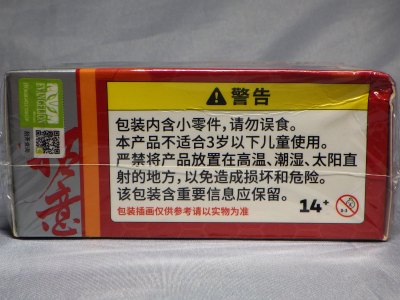 EVANGELION
警告
包装内含小零件,请勿误食。
本产品不适合3岁以下儿童使用。
严禁将产品放置在高温、潮湿、太阳直
射的地方,以免造成损坏和危险。
该包装含重要信息应保留。
包装插画仅供参考请以实物为准
14+
0-3